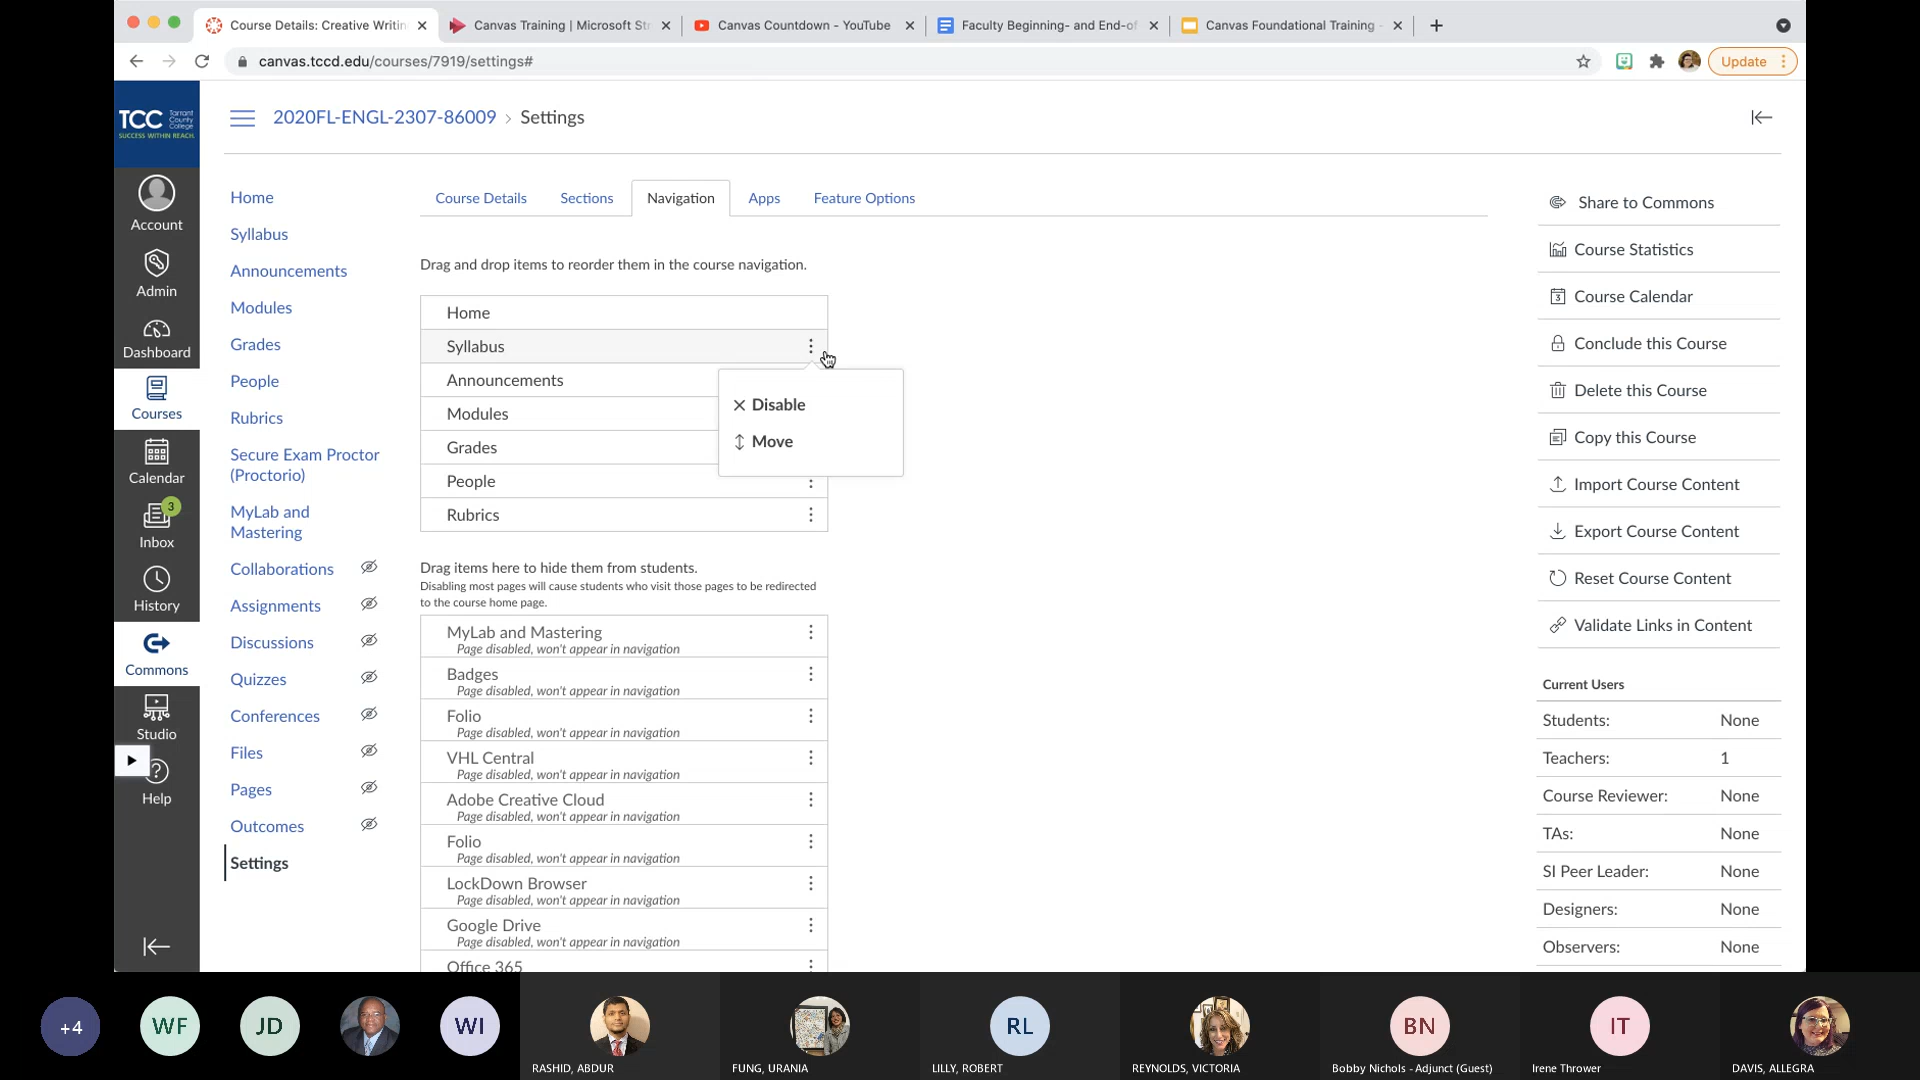 Course Details: Creative Writin
Canvas Training | Microsoft Str
Canvas Countdown - YouTube
Faculty Beginning- and End-of
Canvas Foundational Training -
canvas.tccd.edu/courses/7919/settings#
Update
TCC Tarrant County College
SUCCESS WITHIN REACH.
2020FL-ENGL-2307-86009 › Settings
Account
Admin
Dashboard
Courses
Calendar
3
Inbox
History
Commons
Studio
Help
Home
Syllabus
Announcements
Modules
Grades
People
Rubrics
Secure Exam Proctor
(Proctorio)
MyLab and
Mastering
Collaborations
Assignments
Discussions
Quizzes
Conferences
Files
Pages
Outcomes
Settings
Course Details
Sections
Navigation
Apps
Feature Options
Drag and drop items to reorder them in the course navigation.
Home
Syllabus
Announcements
Modules
Grades
People
Rubrics
Disable
Move
Drag items here to hide them from students.
Disabling most pages will cause students who visit those pages to be redirected
to the course home page.
MyLab and Mastering
Page disabled, won't appear in navigation
Badges
Page disabled, won't appear in navigation
Folio
Page disabled, won't appear in navigation
VHL Central
Page disabled, won't appear in navigation
Adobe Creative Cloud
Page disabled, won't appear in navigation
Folio
Page disabled, won't appear in navigation
LockDown Browser
Page disabled, won't appear in navigation
Google Drive
Page disabled, won't appear in navigation
Office 365
Share to Commons
Course Statistics
Course Calendar
Conclude this Course
Delete this Course
Copy this Course
Import Course Content
Export Course Content
Reset Course Content
Validate Links in Content
Current Users
Students: None
Teachers: 1
Course Reviewer: None
TAs: None
SI Peer Leader: None
Designers: None
Observers: None
+4
WF
JD
WI
RASHID, ABDUR
FUNG, URANIA
RL
LILLY, ROBERT
REYNOLDS, VICTORIA
BN
Bobby Nichols - Adjunct (Guest)
IT
Irene Thrower
DAVIS, ALLEGRA